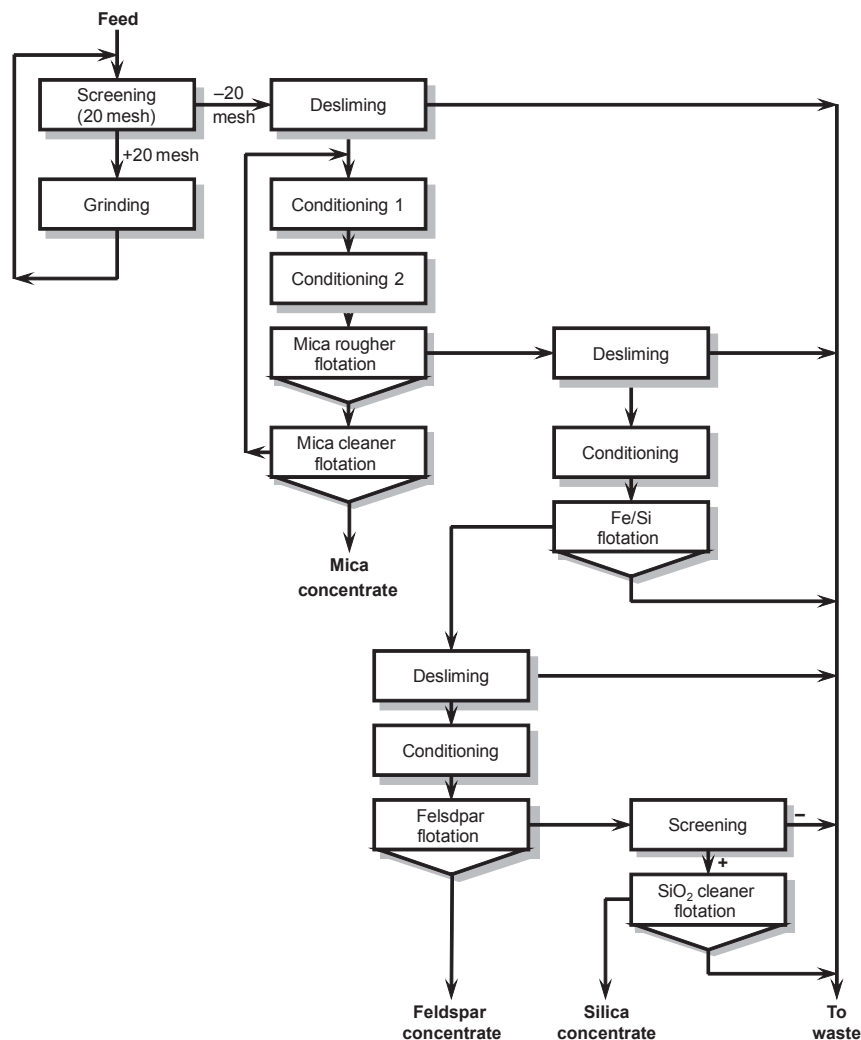 Feed
Screening
(20 mesh)
–20
mesh
Desliming
+20 mesh
Grinding
Conditioning 1
Conditioning 2
Mica rougher
flotation
Desliming
Mica cleaner
flotation
Conditioning
Fe/Si
flotation
Mica
concentrate
Desliming
Conditioning
Felsdpar
flotation
Screening
–
+
SiO₂ cleaner
flotation
Feldspar
concentrate
Silica
concentrate
To
waste